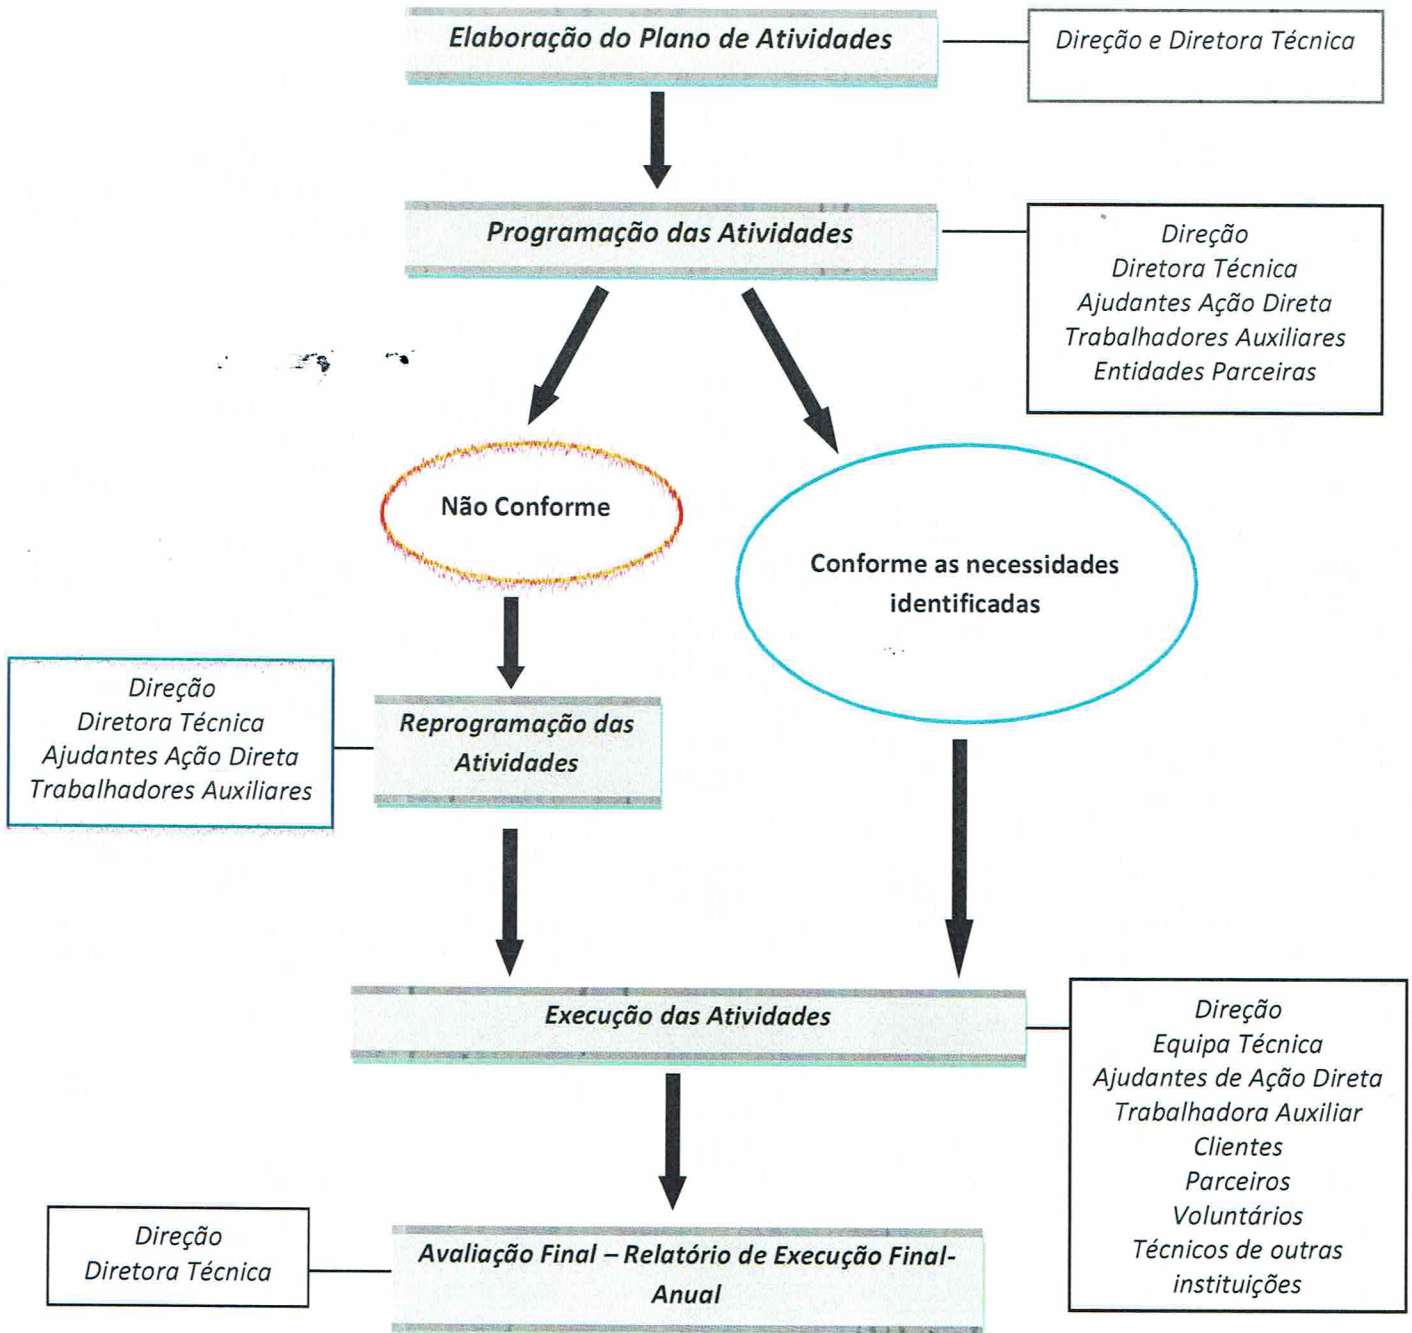 Elaboração do Plano de Atividades
Direção e Diretora Técnica
Programação das Atividades
Direção
Diretora Técnica
Ajudantes Ação Direta
Trabalhadores Auxiliares
Entidades Parceiras
Não Conforme
Conforme as necessidades
identificadas
Direção
Diretora Técnica
Ajudantes Ação Direta
Trabalhadores Auxiliares
Reprogramação das
Atividades
Execução das Atividades
Direção
Equipa Técnica
Ajudantes de Ação Direta
Trabalhadora Auxiliar
Clientes
Parceiros
Voluntários
Técnicos de outras
instituições
Direção
Diretora Técnica
Avaliação Final – Relatório de Execução Final-
Anual